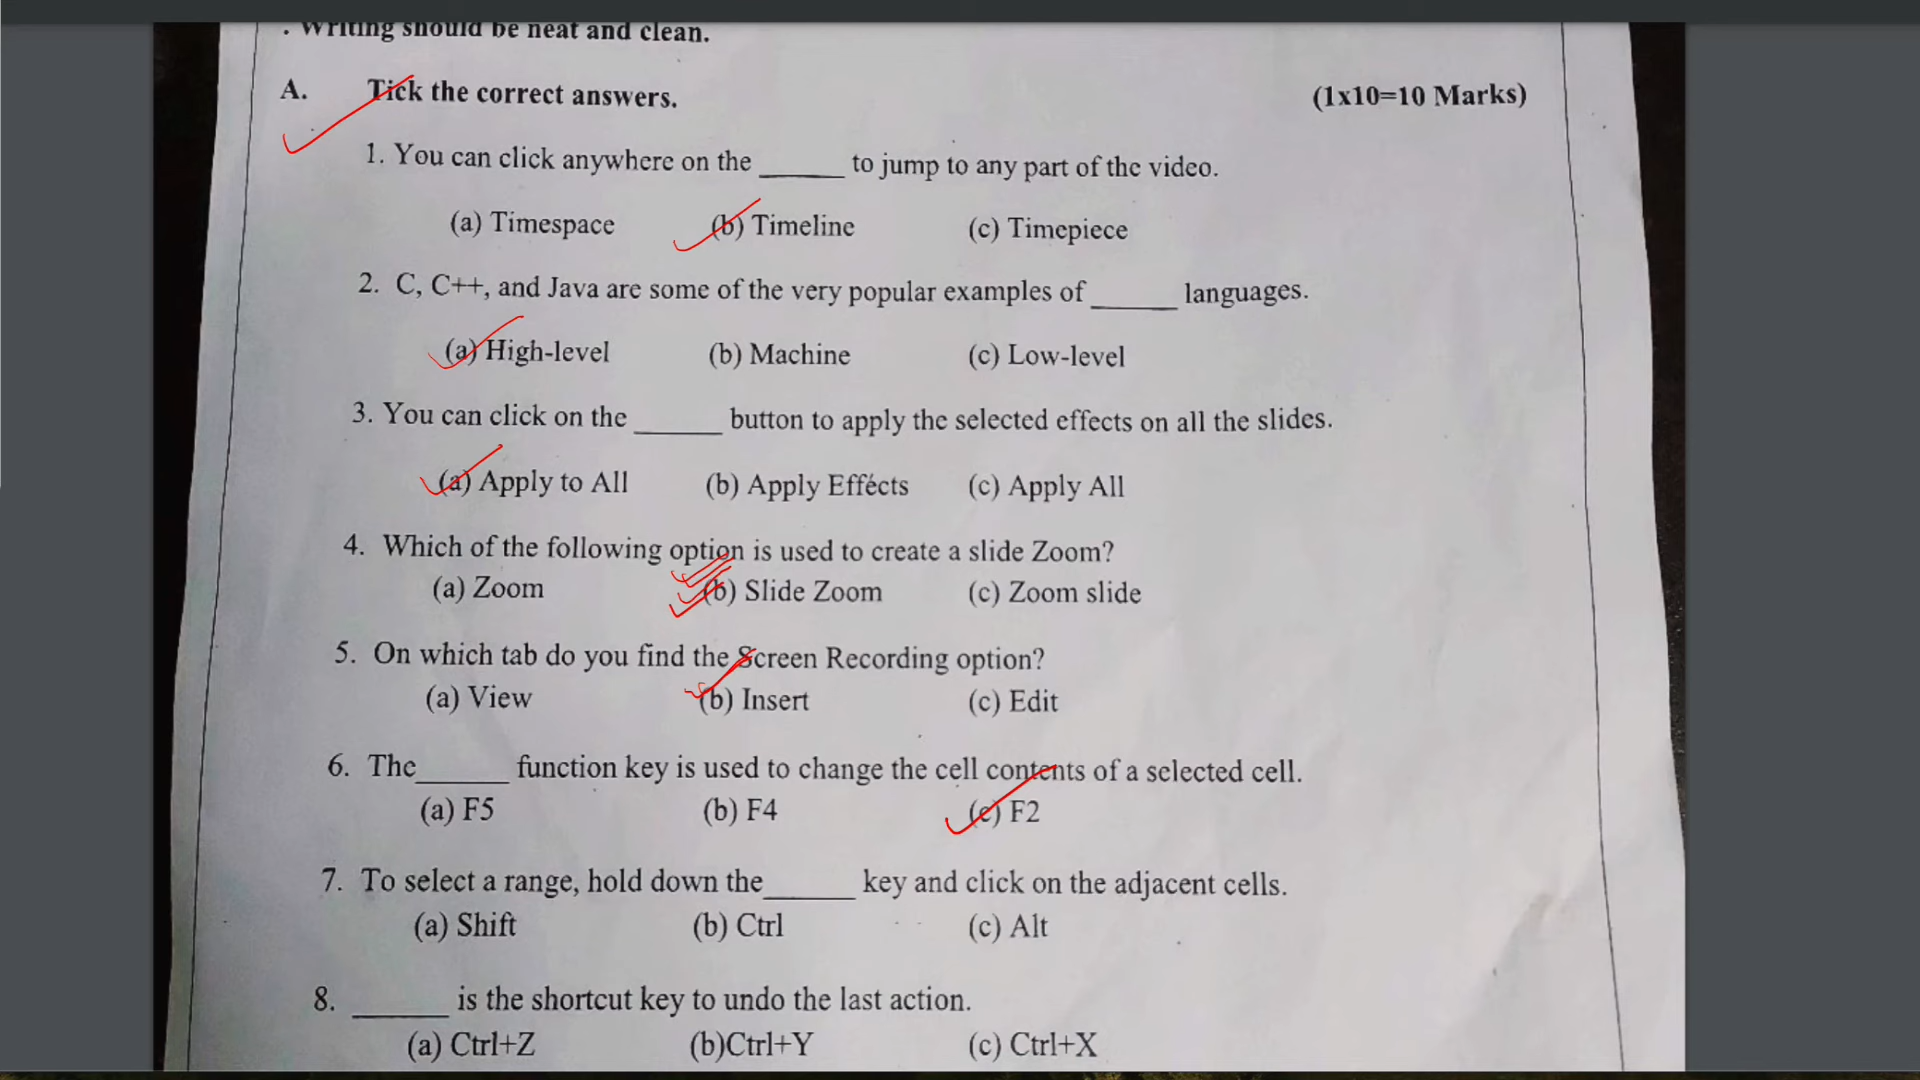 . Writing should be neat and clean.
A. Tick the correct answers. (1x10=10 Marks)
1. You can click anywhere on the ______ to jump to any part of the video.
(a) Timespace (b) Timeline (c) Timepiece
2. C, C++, and Java are some of the very popular examples of ______ languages.
(a) High-level (b) Machine (c) Low-level
3. You can click on the ______ button to apply the selected effects on all the slides.
(a) Apply to All (b) Apply Effects (c) Apply All
4. Which of the following option is used to create a slide Zoom?
(a) Zoom (b) Slide Zoom (c) Zoom slide
5. On which tab do you find the Screen Recording option?
(a) View (b) Insert (c) Edit
6. The______ function key is used to change the cell contents of a selected cell.
(a) F5 (b) F4 (c) F2
7. To select a range, hold down the______ key and click on the adjacent cells.
(a) Shift (b) Ctrl (c) Alt
8. ______ is the shortcut key to undo the last action.
(a) Ctrl+Z (b)Ctrl+Y (c) Ctrl+X